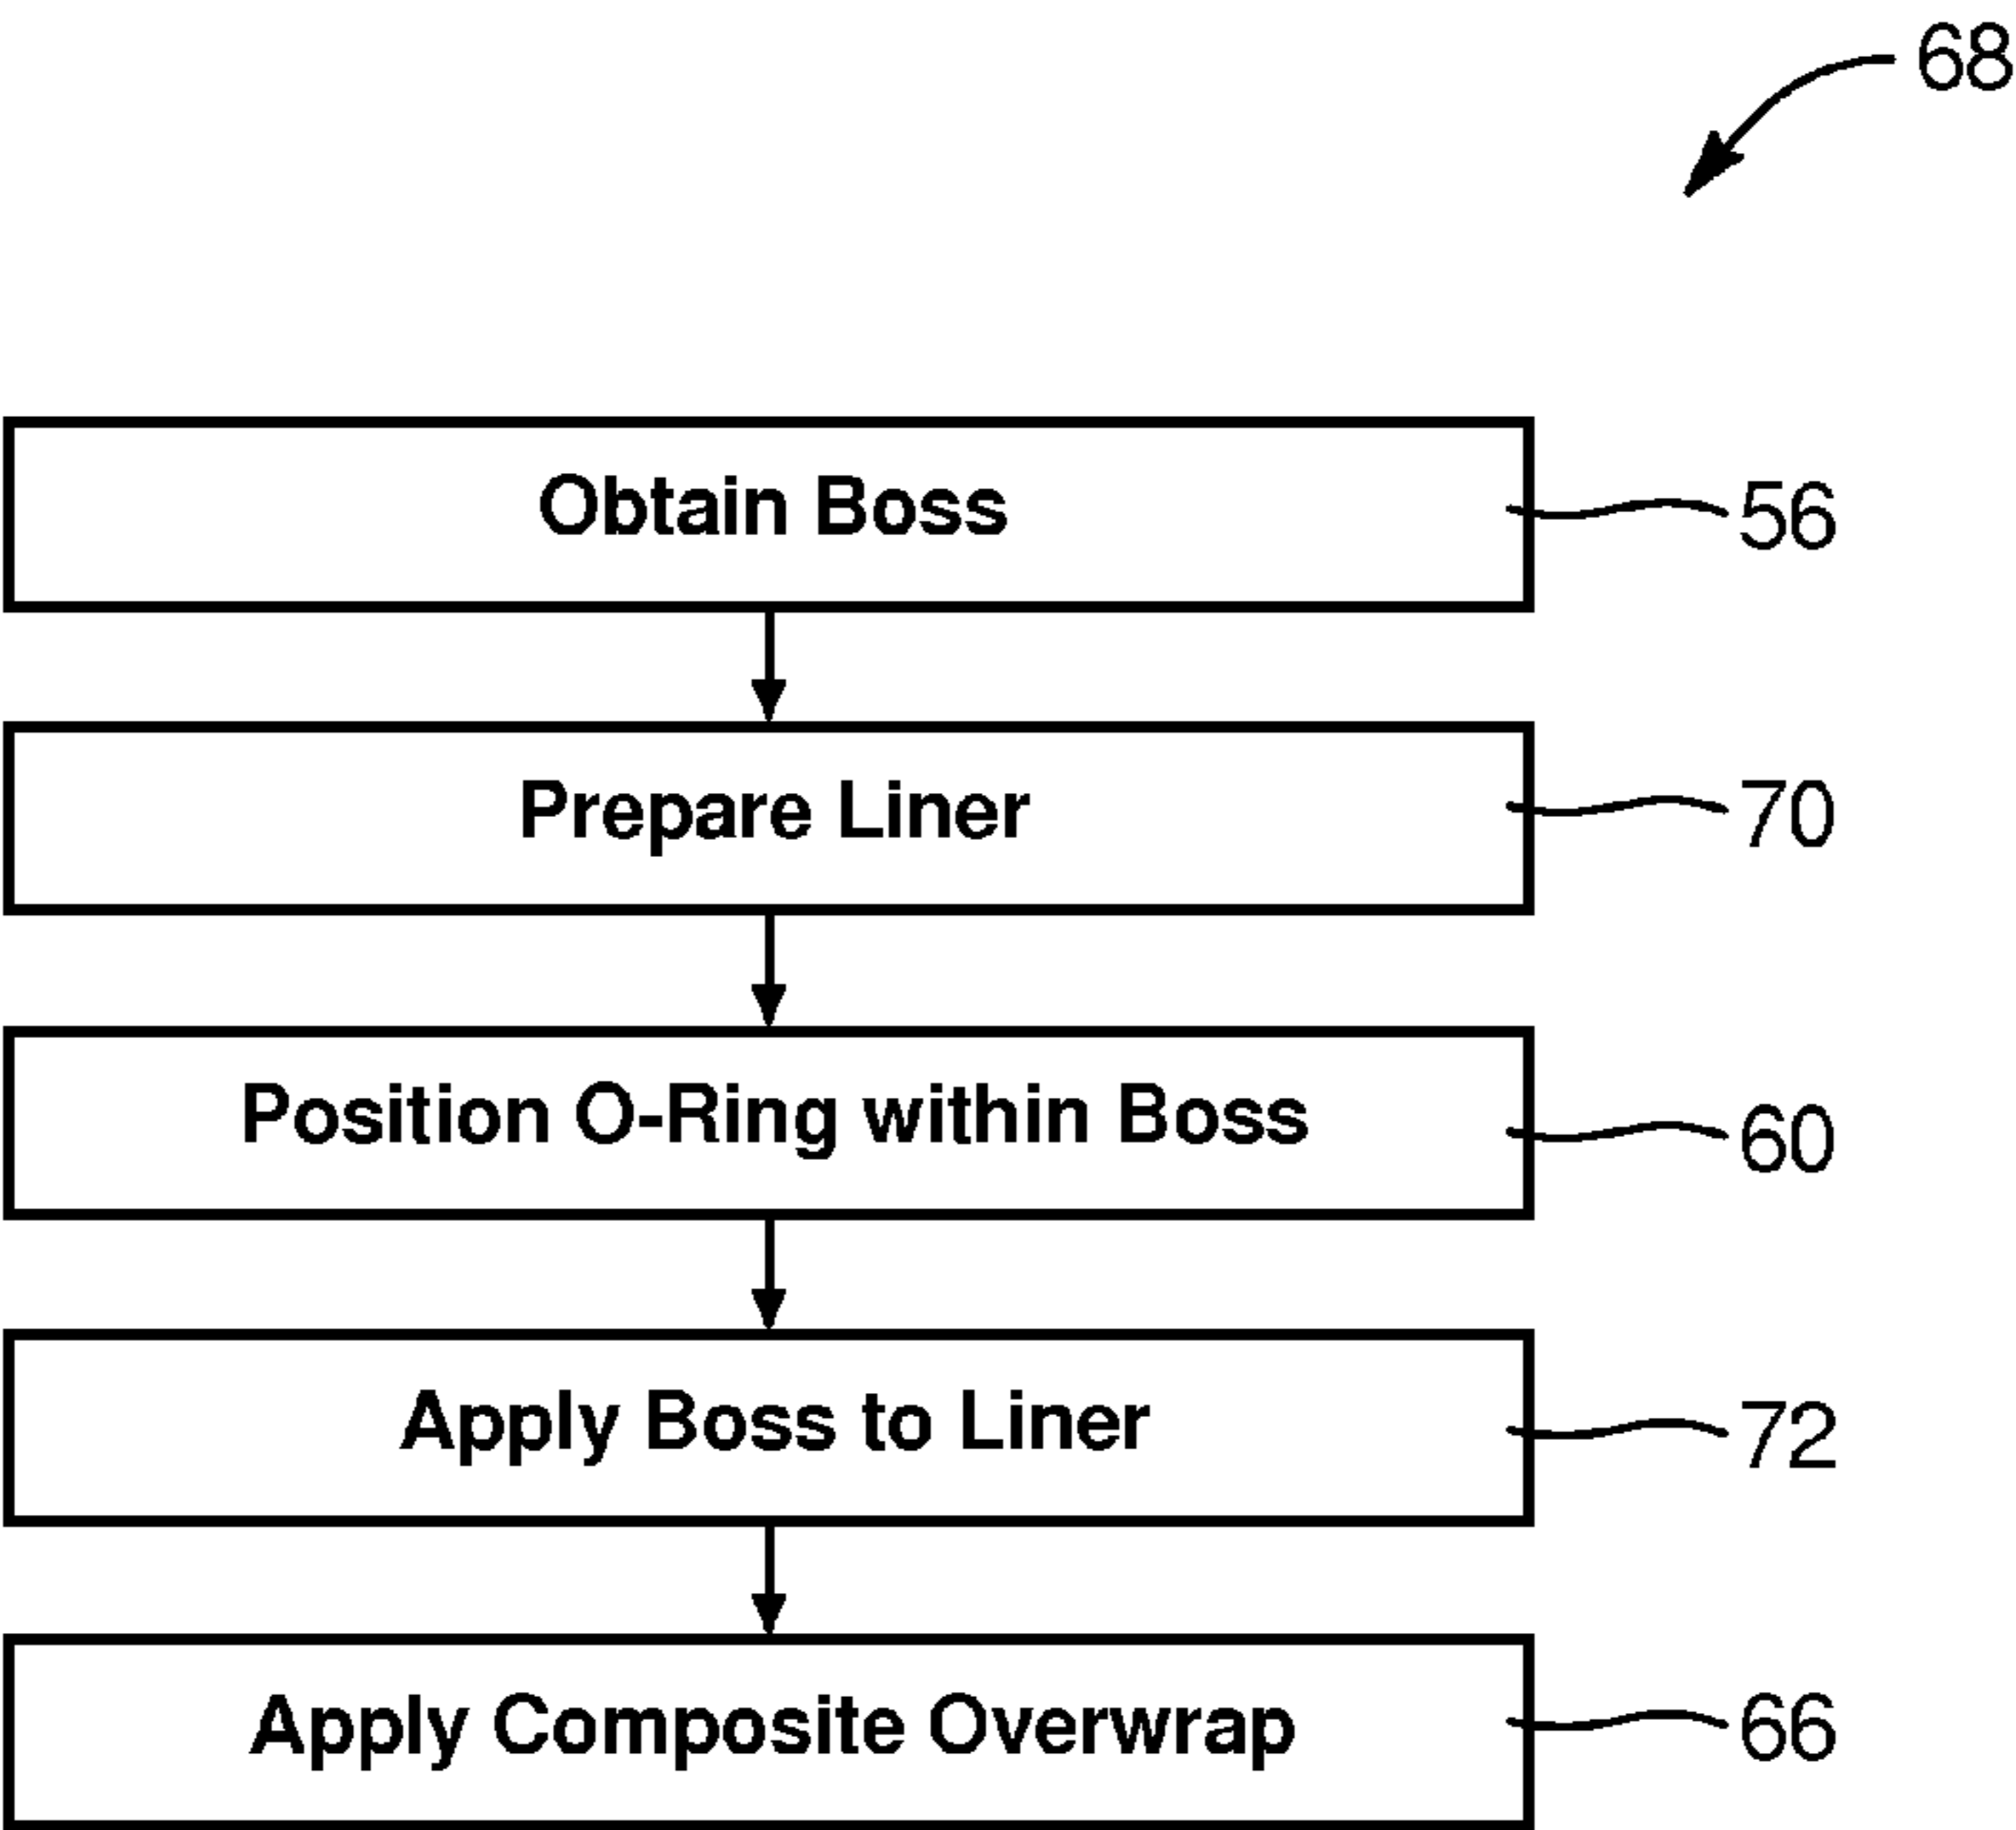 68
Obtain Boss
56
Prepare Liner
70
Position O-Ring within Boss
60
Apply Boss to Liner
72
Apply Composite Overwrap
66